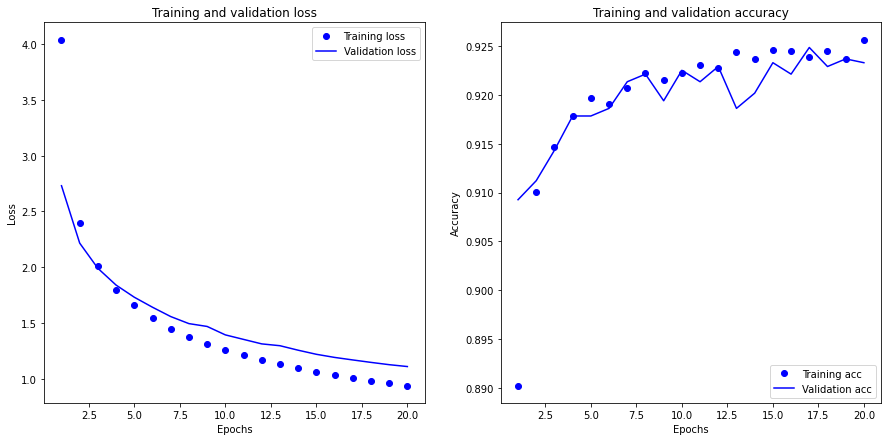 Training and validation loss
4.0
3.5
3.0
2.5
2.0
1.5
1.0
Loss
Training loss
Validation loss
2.5 5.0 7.5 10.0 12.5 15.0 17.5 20.0
Epochs
Training and validation accuracy
0.925
0.920
0.915
0.910
0.905
0.900
0.895
0.890
Accuracy
Training acc
Validation acc
2.5 5.0 7.5 10.0 12.5 15.0 17.5 20.0
Epochs